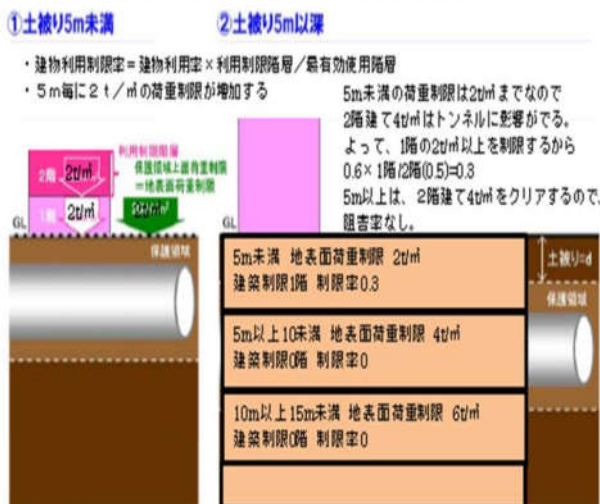 ①土被り5m未満
②土被り5m以深
・建物利用制限率＝建物利用率×利用制限階層/最有効使用階層
・5m毎に2t/㎡の荷重制限が増加する
5m未満の荷重制限は2t/㎡までなので
2階建て4t/㎡はトンネルに影響がでる。
よって、1階の2t/㎡以上を制限するから
0.6×1階/2階(0.5)=0.3
5m以上は、2階建て4t/㎡をクリアするので、
阻害率なし。
利用制限階層
保護領域上面荷重制限
＝地表面荷重制限
2階
2t/㎡
1階
2t/㎡
2t/㎡
GL
GL
保護領域
5m未満 地表面荷重制限 2t/㎡
建築制限1階 制限率0.3
土被り=d
保護領域
5m以上10未満 地表面荷重制限 4t/㎡
建築制限0階 制限率0
10m以上15m未満 地表面荷重制限 6t/㎡
建築制限0階 制限率0